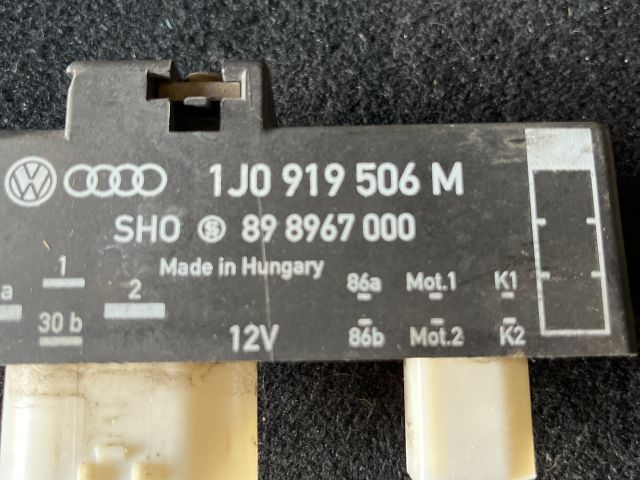 1J0 919 506 M
SHO 89 8967 000
Made in Hungary
1 86a Mot.1 K1
a 2
30 b 12V 86b Mot.2 K2